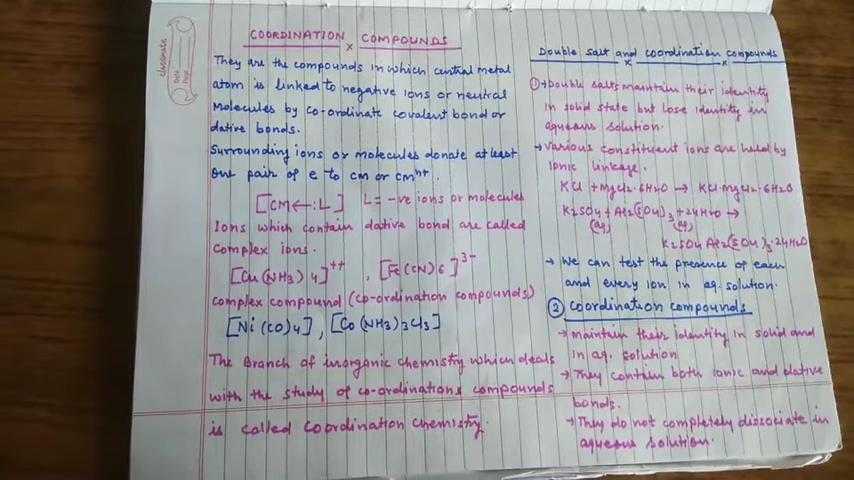 classmate
Date
Page
COORDINATION COMPOUNDS
They are the compounds in which central metal
atom is linked to negative ions or neutral
Molecules by co-ordinate covalent bond or
dative bonds.
Surrounding ions or molecules donate at least
one pair of e to CM or CMⁿ⁺.
[CM←:L] L = -ve ions or molecules
Ions which contain dative bond are called
complex ions.
[Cu(NH3)4]⁺⁺, [Fe(CN)6]³⁻
complex compound (co-ordination compounds)
[Ni(CO)4], [Co(NH3)3Cl3]
The Branch of inorganic chemistry which deals
with the study of co-ordinations compounds
is called Coordination Chemistry.
Double salt and coordination compounds
① → Double salts maintain their identity
in solid state but lose identity in
aqueous solution.
→ Various constituent ions are held by
Ionic linkage.
KCl + MgCl2.6H2O → KCl.MgCl2.6H2O
K2SO4 + Al2(SO4)3 + 24H2O →
(aq) (aq)
K2SO4 Al2(SO4)3.24H2O
→ We can test the presence of each
and every ion in aq. solution.
② Coordination compounds
→ Maintain their identity in solid and
in aq. solution
→ They contain both ionic and dative
bonds.
→ They do not completely dissociate in
aqueous solution.